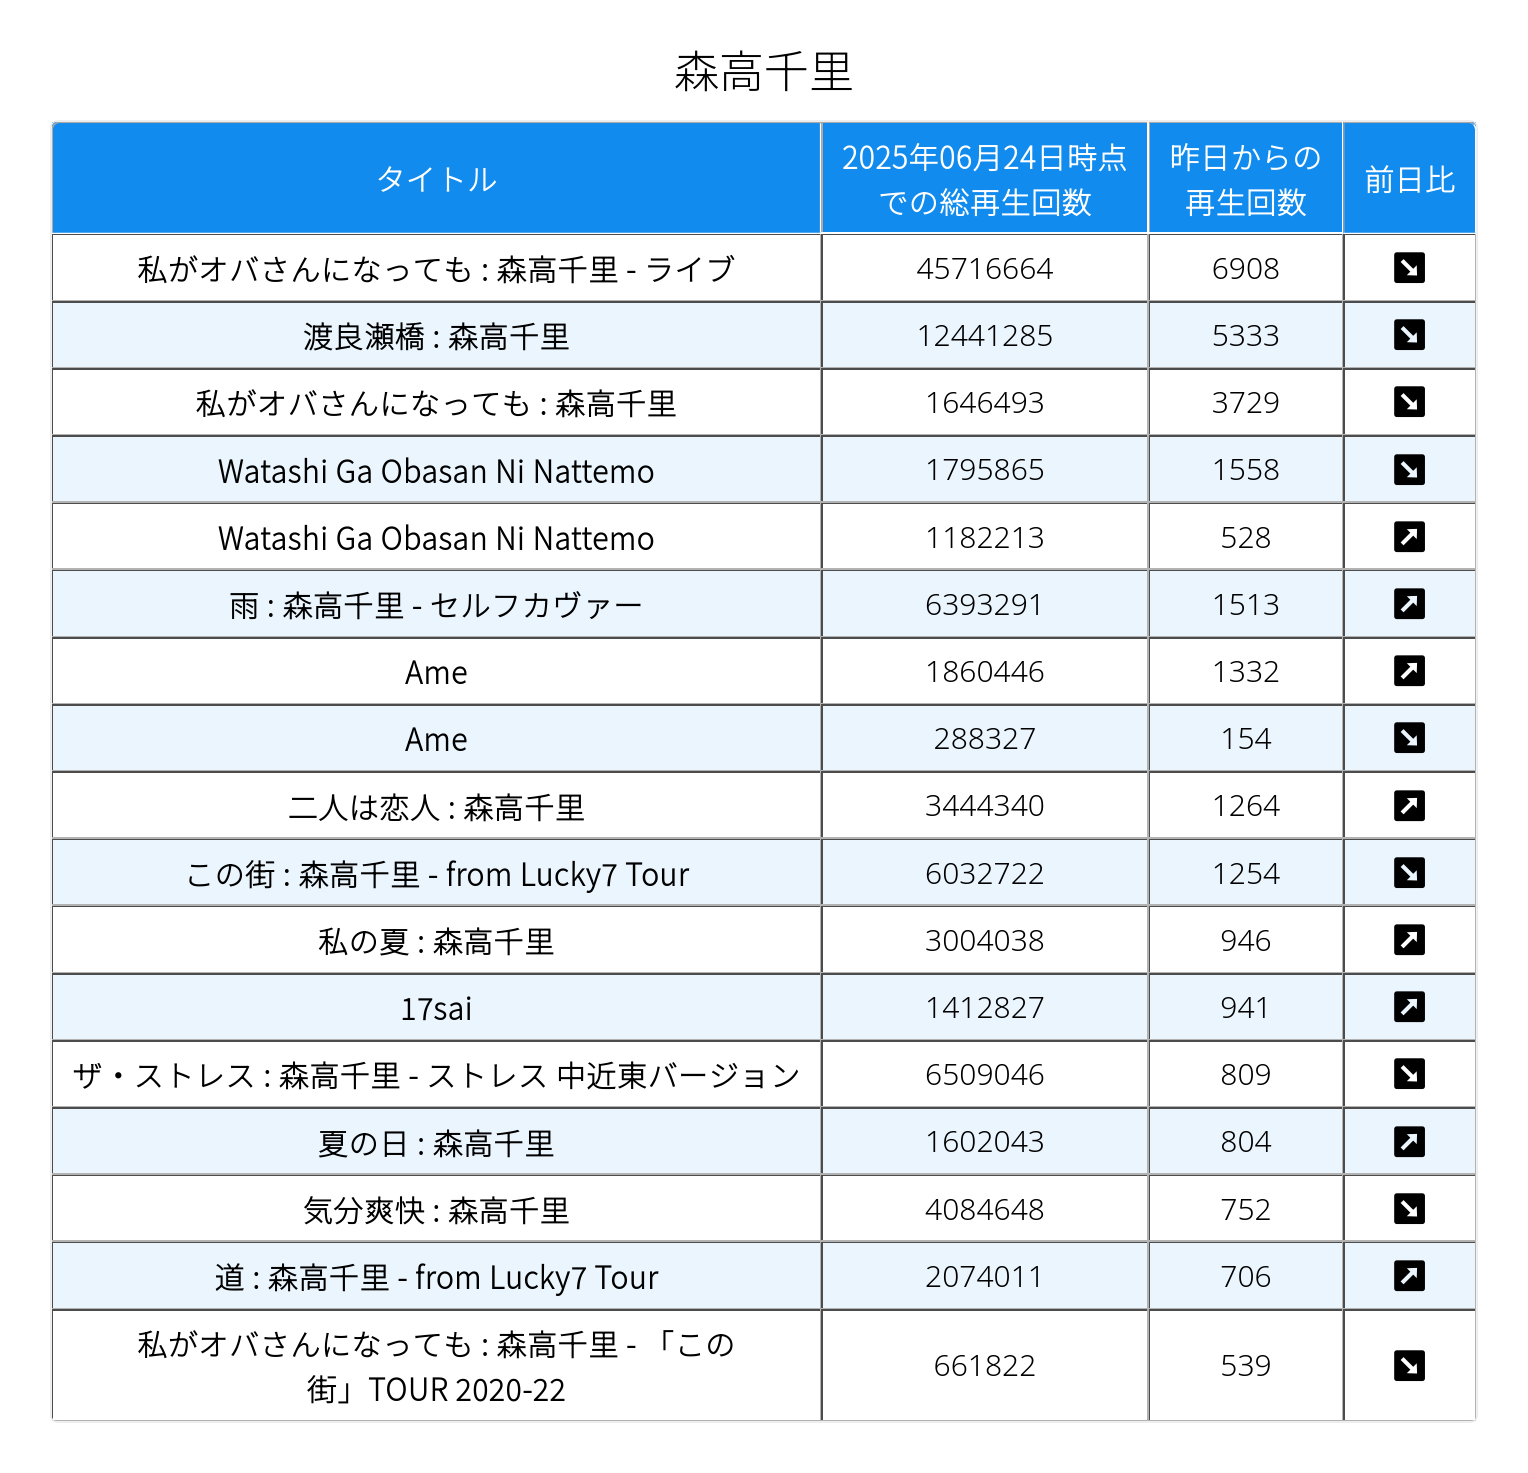 森高千里
タイトル
2025年06月24日時点
での総再生回数
昨日からの
再生回数
前日比
私がオバさんになっても : 森高千里 - ライブ 45716664 6908 ↘
渡良瀬橋 : 森高千里 12441285 5333 ↘
私がオバさんになっても : 森高千里 1646493 3729 ↘
Watashi Ga Obasan Ni Nattemo 1795865 1558 ↘
Watashi Ga Obasan Ni Nattemo 1182213 528 ↗
雨 : 森高千里 - セルフカヴァー 6393291 1513 ↗
Ame 1860446 1332 ↗
Ame 288327 154 ↘
二人は恋人 : 森高千里 3444340 1264 ↗
この街 : 森高千里 - from Lucky7 Tour 6032722 1254 ↘
私の夏 : 森高千里 3004038 946 ↗
17sai 1412827 941 ↗
ザ・ストレス : 森高千里 - ストレス 中近東バージョン 6509046 809 ↘
夏の日 : 森高千里 1602043 804 ↗
気分爽快 : 森高千里 4084648 752 ↘
道 : 森高千里 - from Lucky7 Tour 2074011 706 ↗
私がオバさんになっても : 森高千里 - 「この
街」TOUR 2020-22 661822 539 ↘